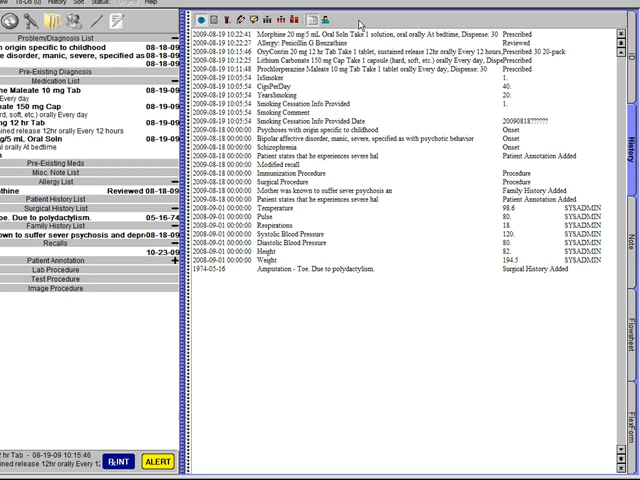 View To-Do (0) History Soft Status
Problem/Diagnosis List
origin specific to childhood 08-18-09
disorder, manic, severe, specified as 08-18-09
08-18-09
Pre-Existing Diagnosis
Medication List
ne Maleate 10 mg Tab 08-19-09
Every day
ate 150 mg Cap 08-19-09
d, soft, etc.) orally Every day
ng 12 hr Tab 08-19-09
ained release 12hr orally Every 12 hours
g/5 mL Oral Soln 08-19-09
oral At bedtime
Pre-Existing Meds
Misc. Note List
Allergy List
athine Reviewed 08-18-09
Patient History List
Surgical History List
oe. Due to polydactylism. 05-16-74
Family History List
own to suffer sever psychosis and depr 08-18-09
Recalls
10-23-09
Patient Annotation
Lab Procedure
Test Procedure
Image Procedure
2 hr Tab - 08-19-09 10:15:46
ined release 12hr orally Every 12
RxINT
ALERT
2009-08-19 10:22:41 Morphine 20 mg 5 mL Oral Soln Take 1 solution, oral orally At bedtime, Dispense: 30 Prescribed
2009-08-19 10:22:27 Allergy: Penicillin G Benzathine Reviewed
2009-08-19 10:15:46 OxyContin 20 mg 12 hr Tab Take 1 tablet, sustained release 12hr orally Every 12 hours, Prescribed 30 20-pack
2009-08-19 10:12:25 Lithium Carbonate 150 mg Cap Take 1 capsule (hard, soft, etc.) orally Every day, Dispe Prescribed
2009-08-19 10:11:48 Prochlorperazine Maleate 10 mg Tab Take 1 tablet orally Every day, Dispense: 30 Prescribed
2009-08-19 10:05:54 IsSmoker 1.
2009-08-19 10:05:54 CigsPerDay 40.
2009-08-19 10:05:54 YearsSmoking 20.
2009-08-19 10:05:54 Smoking Cessation Info Provided 1.
2009-08-19 10:05:54 Smoking Comment
2009-08-19 10:05:54 Smoking Cessation Info Provided Date 20090818??????
2009-08-18 00:00:00 Psychoses with origin specific to childhood Onset
2009-08-18 00:00:00 Bipolar affective disorder, manic, severe, specified as with psychotic behavior Onset
2009-08-18 00:00:00 Schizophrenia Onset
2009-08-18 00:00:00 Patient states that he experiences severe hal Patient Annotation Added
2009-08-18 00:00:00 Modified recall
2009-08-18 00:00:00 Immunization Procedure Procedure
2009-08-18 00:00:00 Surgical Procedure Procedure
2009-08-18 00:00:00 Mother was known to suffer sever psychosis an Family History Added
2009-08-18 00:00:00 Patient states that he experiences severe hal Patient Annotation Added
2008-09-01 00:00:00 Temperature 98.6 SYSADMIN
2008-09-01 00:00:00 Pulse 80. SYSADMIN
2008-09-01 00:00:00 Respirations 18. SYSADMIN
2008-09-01 00:00:00 Systolic Blood Pressure 120. SYSADMIN
2008-09-01 00:00:00 Diastolic Blood Pressure 80. SYSADMIN
2008-09-01 00:00:00 Height 82. SYSADMIN
2008-09-01 00:00:00 Weight 194.5 SYSADMIN
1974-05-16 Amputation - Toe. Due to polydactylism. Surgical History Added
ID
History
Note
Flowsheet
FlexForm